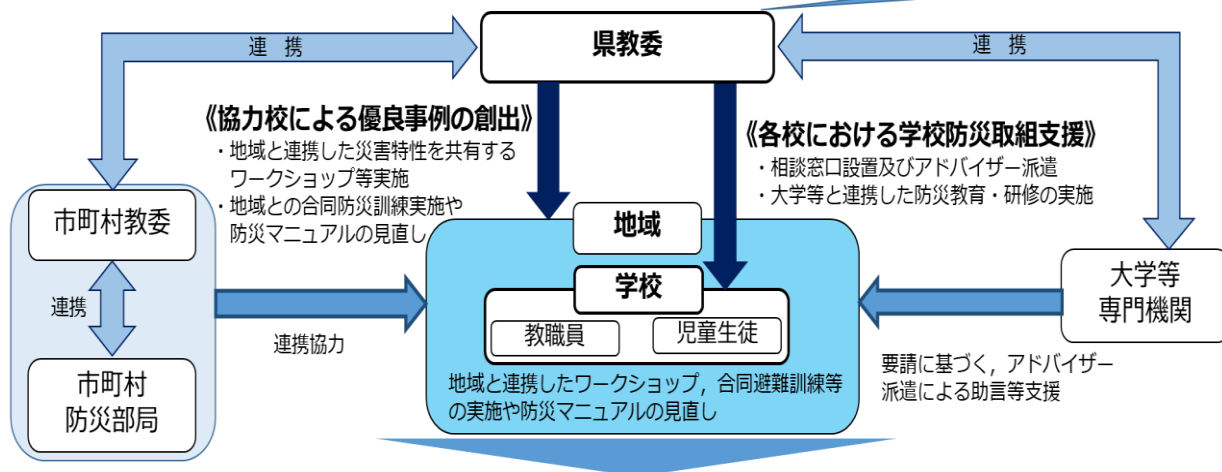 連　携
県教委
連　携
《協力校による優良事例の創出》
・地域と連携した災害特性を共有する
ワークショップ等実施
・地域との合同防災訓練実施や
防災マニュアルの見直し
《各校における学校防災取組支援》
・相談窓口設置及びアドバイザー派遣
・大学等と連携した防災教育・研修の実施
市町村教委
連携
市町村
防災部局
連携協力
地域
学校
教職員
児童生徒
地域と連携したワークショップ，合同避難訓練等
の実施や防災マニュアルの見直し
大学等
専門機関
要請に基づく，アドバイザー
派遣による助言等支援